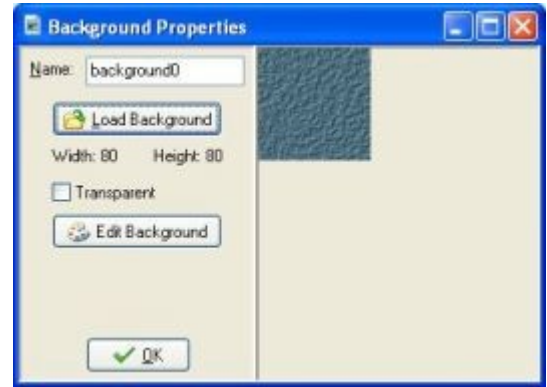 Background Properties
Name: background0
Load Background
Width: 80 Height: 80
Transparent
Edit Background
OK